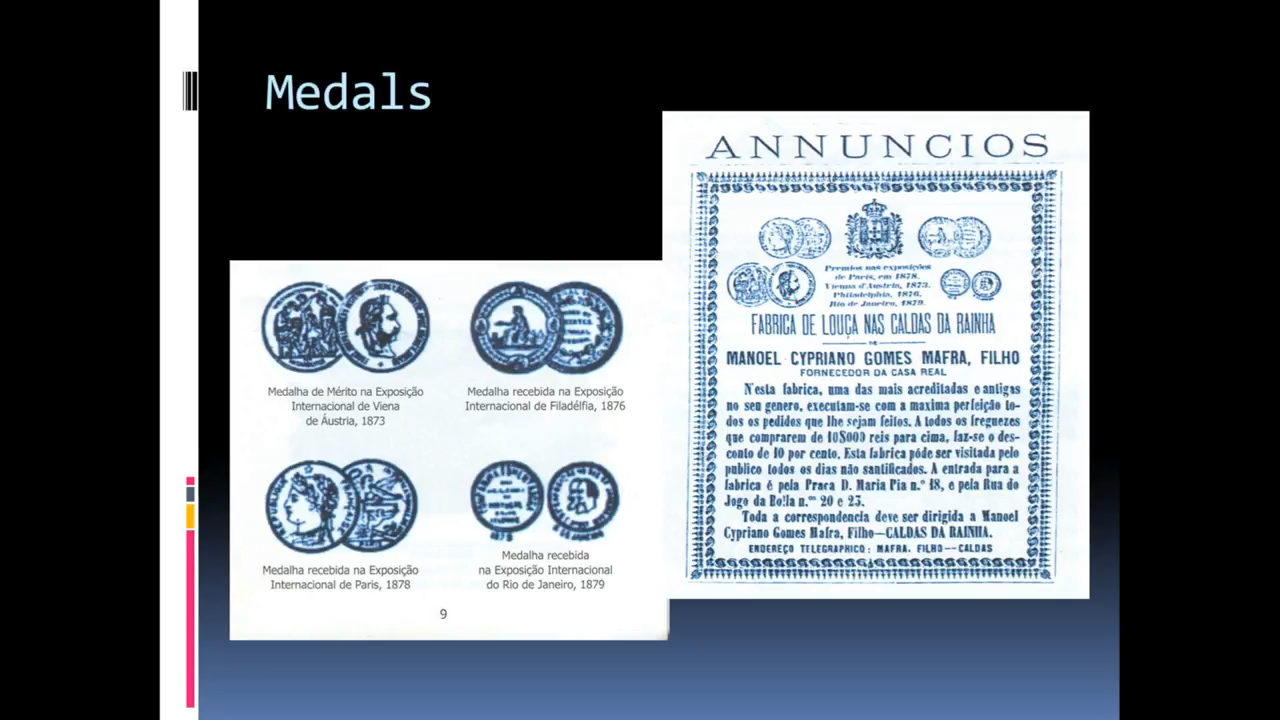 Medals
Medalha de Mérito na Exposição
Internacional de Viena
de Áustria, 1873
Medalha recebida na Exposição
Internacional de Filadélfia, 1876
Medalha recebida na Exposição
Internacional de Paris, 1878
Medalha recebida
na Exposição Internacional
do Rio de Janeiro, 1879
9
ANNUNCIOS
Premios nas exposições
de Paris, em 1878.
Vienna d'Austria, 1873.
Philadelphia, 1876.
Rio de Janeiro, 1879.
FABRICA DE LOUÇA NAS CALDAS DA RAINHA
DE
MANOEL CYPRIANO GOMES MAFRA, FILHO
FORNECEDOR DA CASA REAL
N'esta fabrica, uma das mais acreditadas e antigas
no seu genero, executam-se com a maxima perfeição to-
dos os pedidos que lhe sejam feitos. A todos os freguezes
que comprarem de 10$000 reis para cima, faz-se o des-
conto de 10 por cento. Esta fabrica póde ser visitada pelo
publico todos os dias não santificados. A entrada para a
fabrica é pela Praça D. Maria Pia n.º 48, e pela Rua do
Jogo da Bolla n.os 20 e 23.
Toda a correspondencia deve ser dirigida a Manoel
Cypriano Gomes Mafra, Filho—CALDAS DA RAINHA.
ENDEREÇO TELEGRAPHICO: MAFRA, FILHO—CALDAS